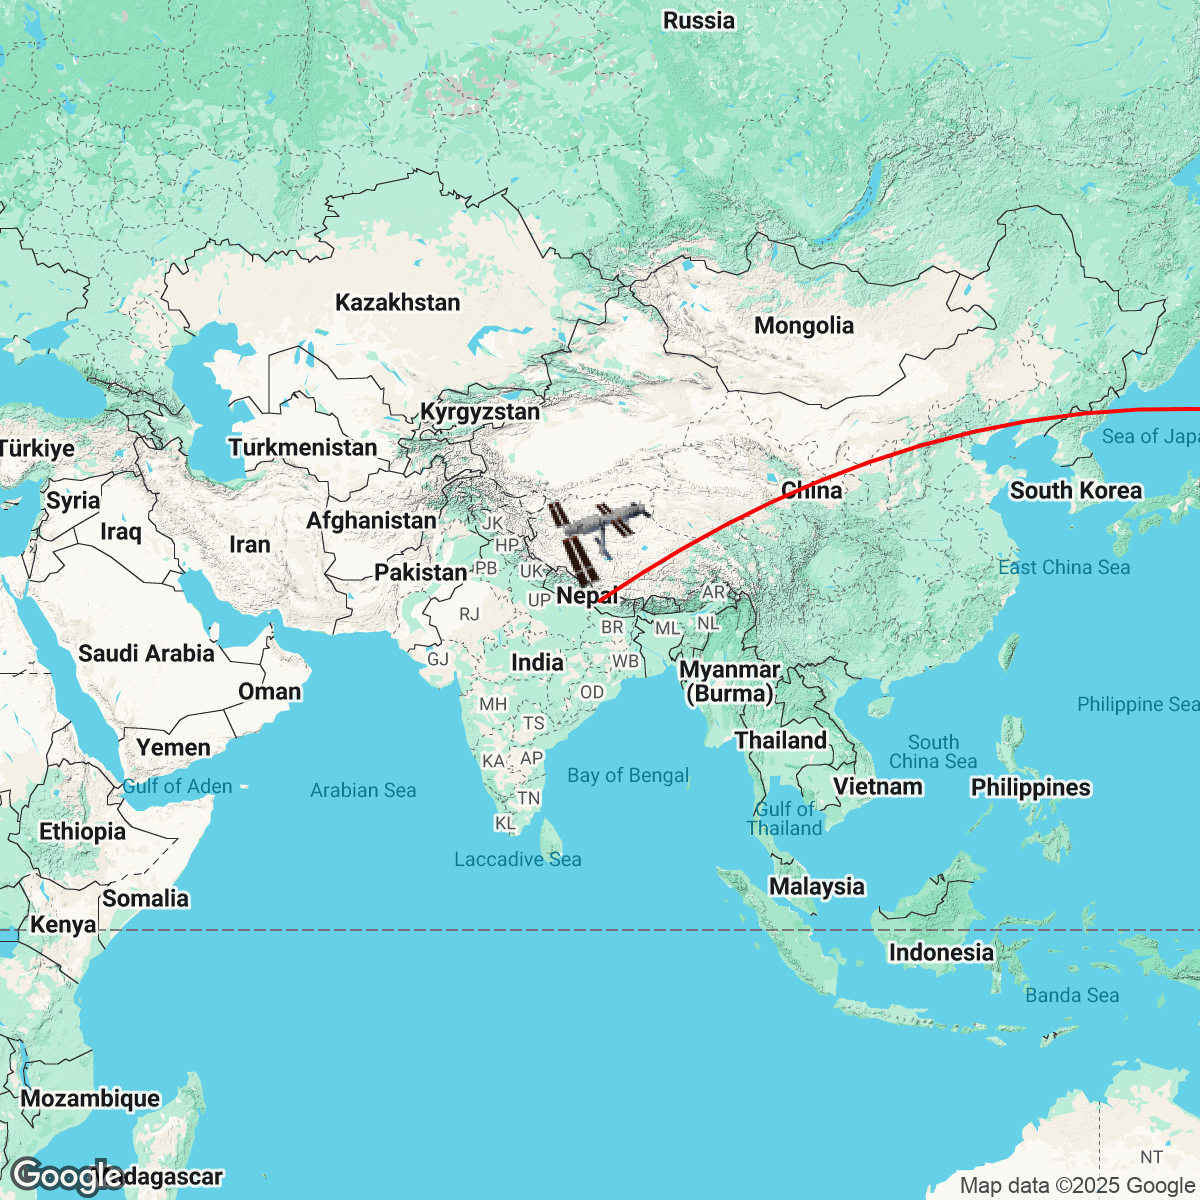 Russia
Kazakhstan
Mongolia
Kyrgyzstan
Türkiye
Turkmenistan
Sea of Japa
Syria
China
South Korea
Iraq
Afghanistan
JK
Iran
HP
Pakistan
PB
UK
East China Sea
Nepal
UP
AR
RJ
BR
ML
NL
Saudi Arabia
GJ
India
WB
Myanmar
(Burma)
Oman
OD
MH
Philippine Sea
TS
Yemen
Thailand
South
China Sea
KA
AP
Gulf of Aden
Arabian Sea
Bay of Bengal
Vietnam
Philippines
TN
Gulf of
Thailand
KL
Ethiopia
Laccadive Sea
Malaysia
Somalia
Kenya
Indonesia
Banda Sea
Mozambique
NT
Google
adagascar
Map data ©2025 Google